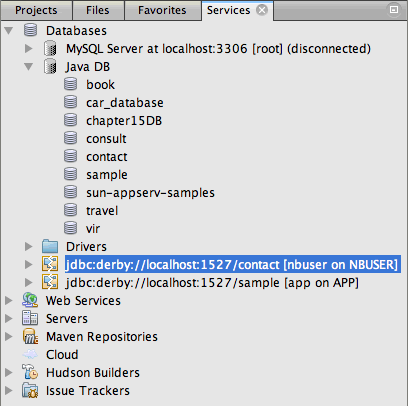 Projects Files Favorites Services
Databases
MySQL Server at localhost:3306 [root] (disconnected)
Java DB
book
car_database
chapter15DB
consult
contact
sample
sun-appserv-samples
travel
vir
Drivers
jdbc:derby://localhost:1527/contact [nbuser on NBUSER]
jdbc:derby://localhost:1527/sample [app on APP]
Web Services
Servers
Maven Repositories
Cloud
Hudson Builders
Issue Trackers